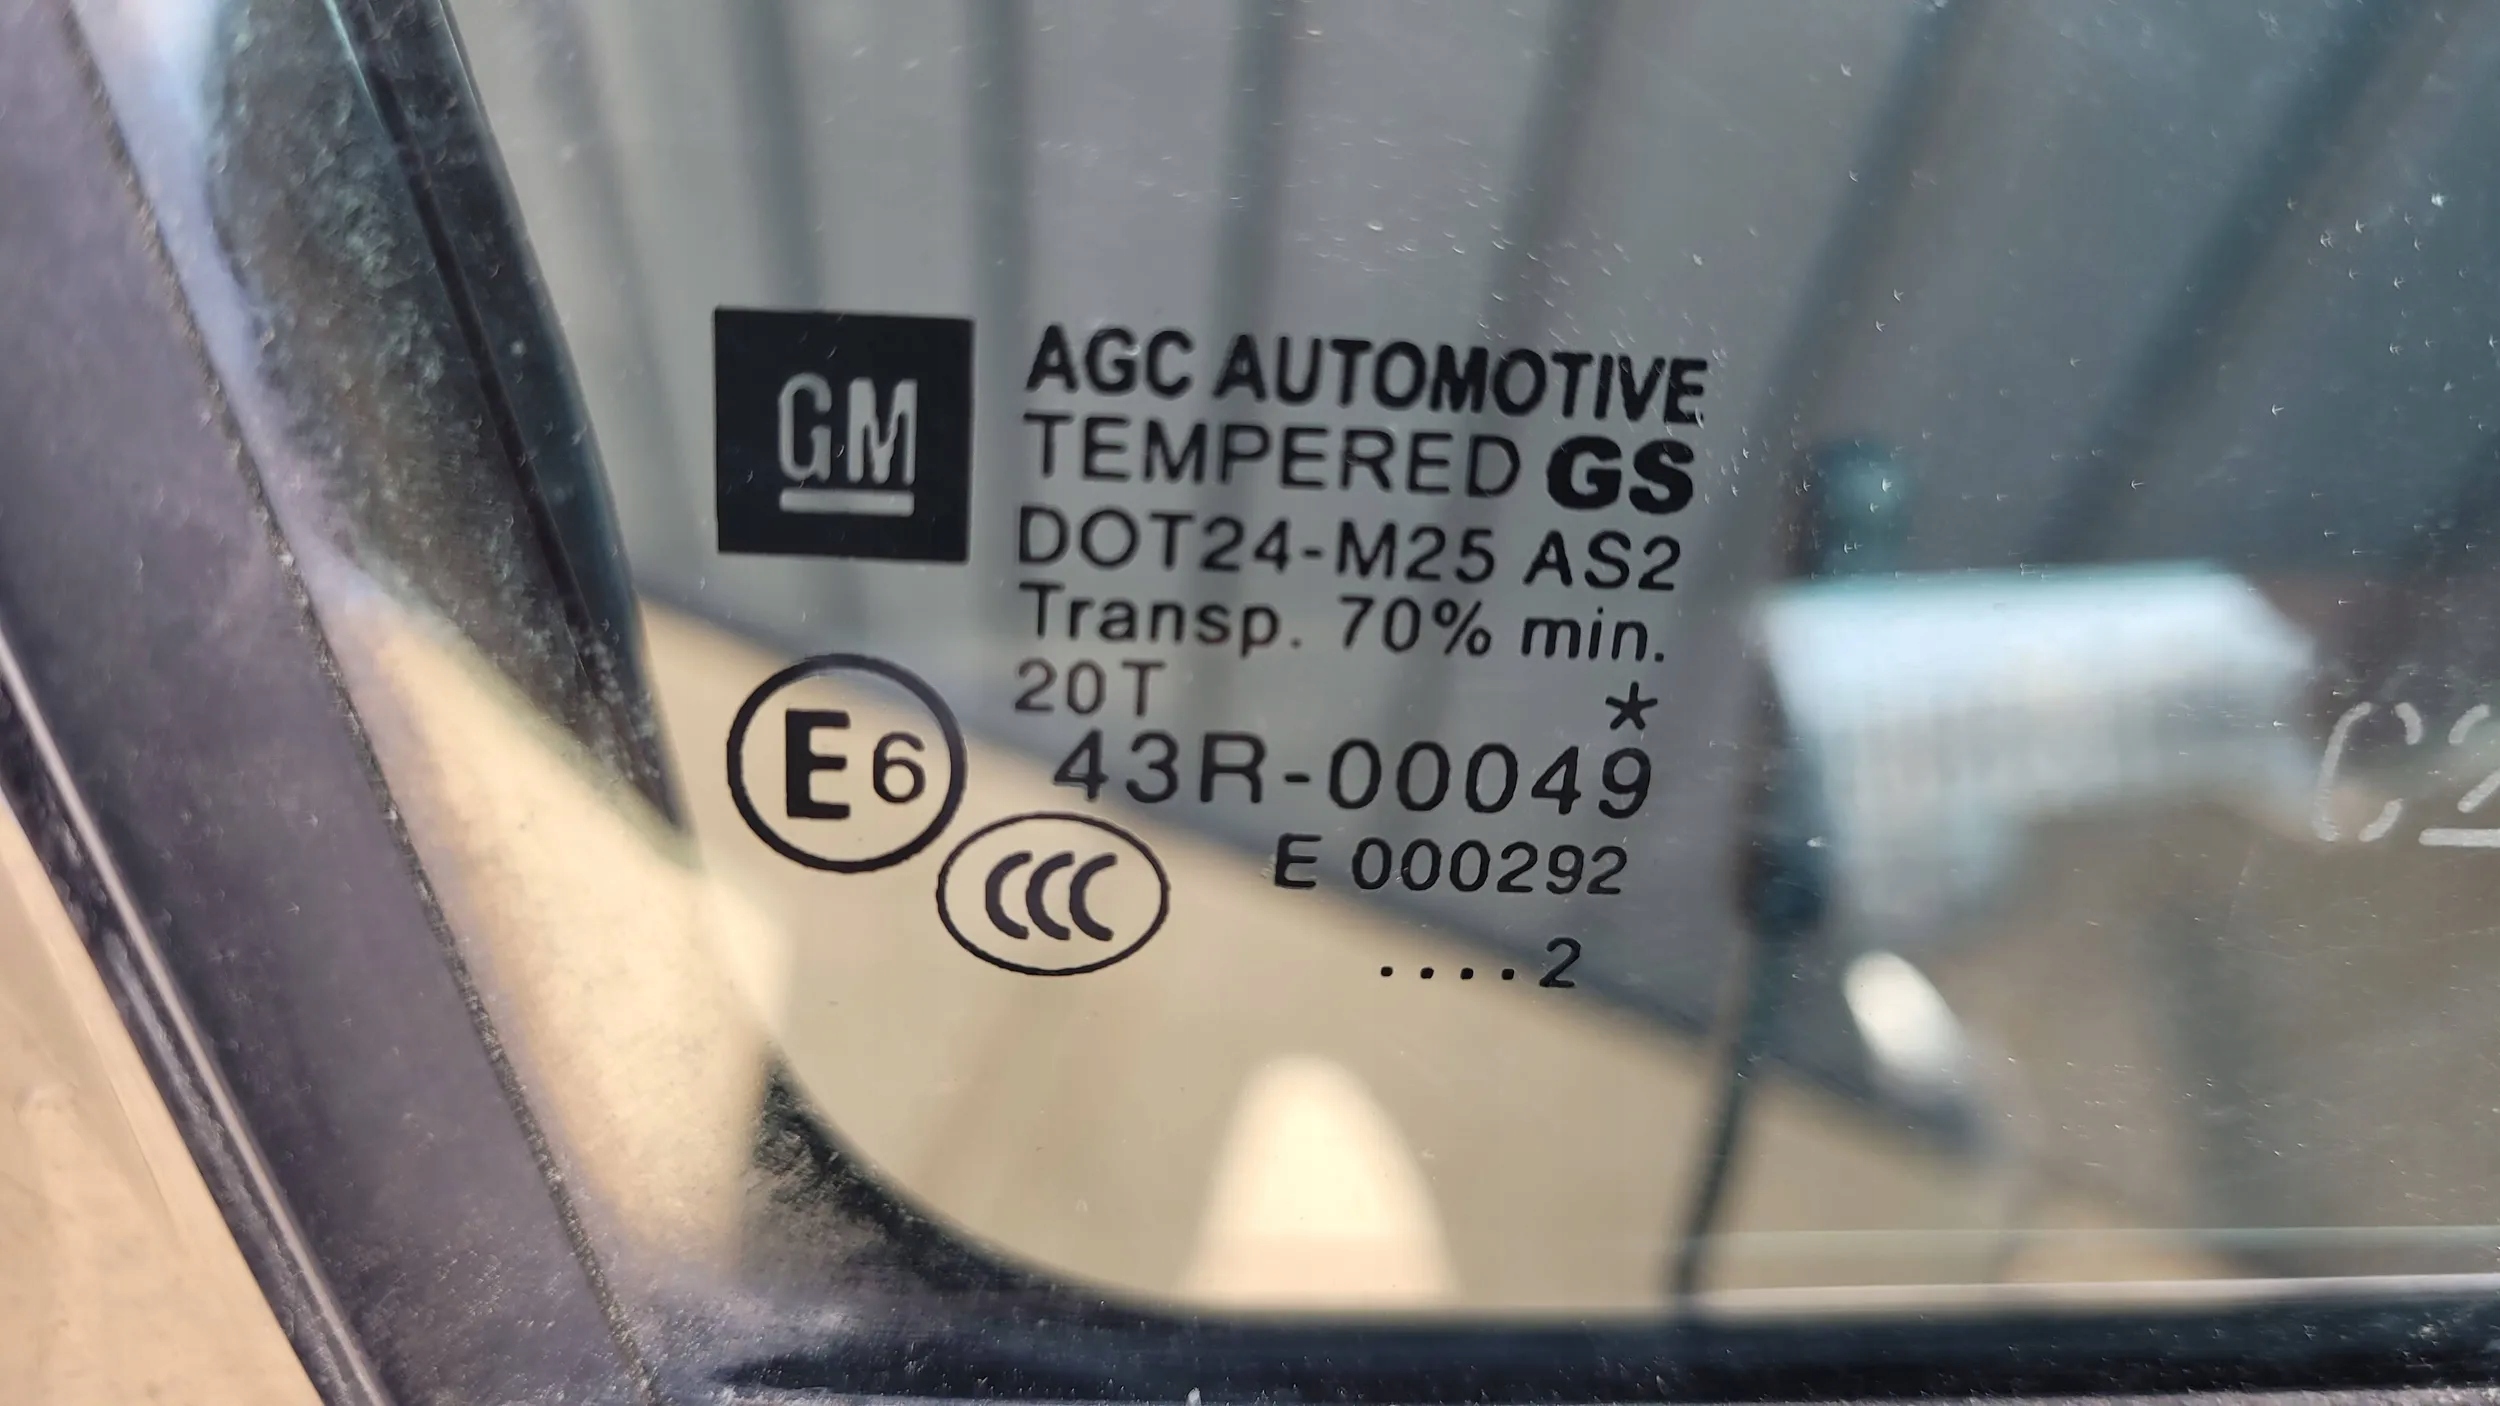 GM
AGC AUTOMOTIVE
TEMPERED GS
DOT24-M25 AS2
Transp. 70% min.
20T *
E6 43R-00049
CCC E 000292
....2